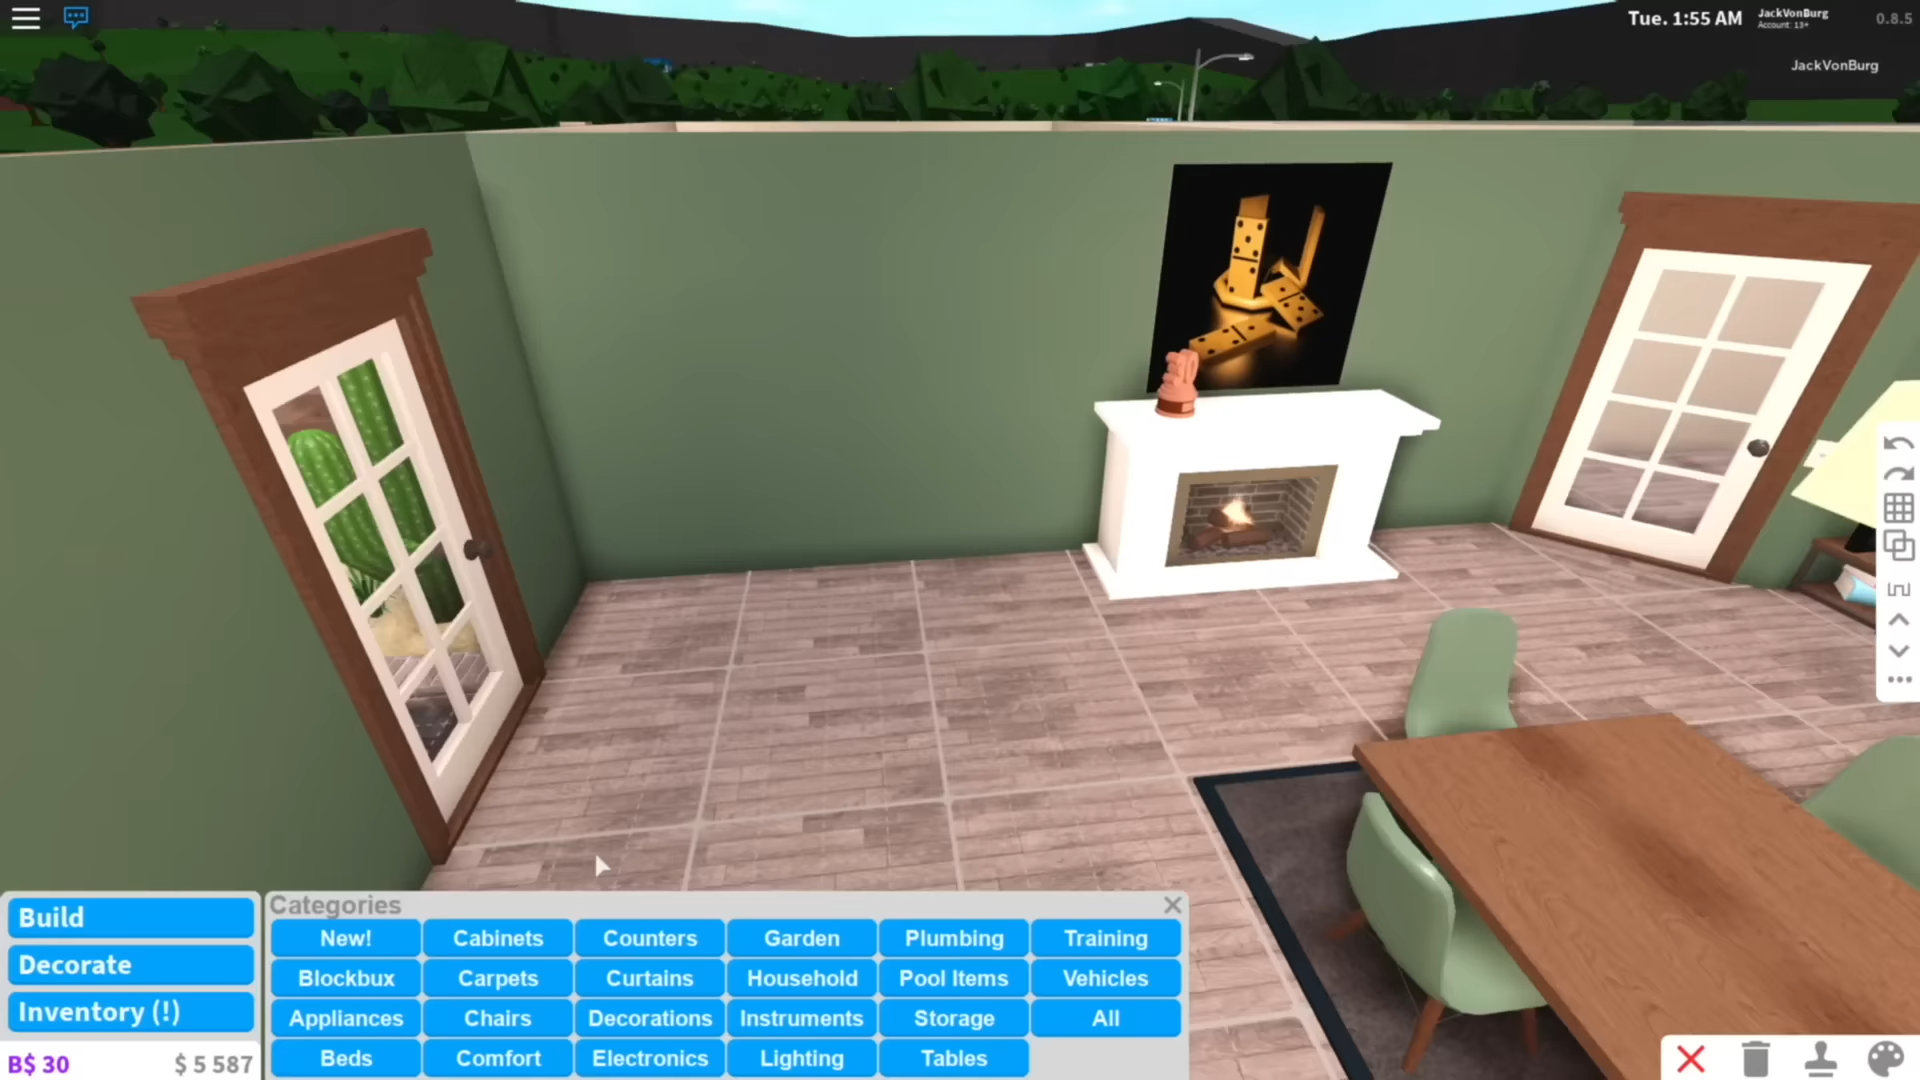 Tue. 1:55 AM
JackVonBurg
Account: 13+
0.8.5
JackVonBurg
Build
Decorate
Inventory (!)
B$ 30
$ 5 587
Categories
New! Cabinets Counters Garden Plumbing Training
Blockbux Carpets Curtains Household Pool Items Vehicles
Appliances Chairs Decorations Instruments Storage All
Beds Comfort Electronics Lighting Tables